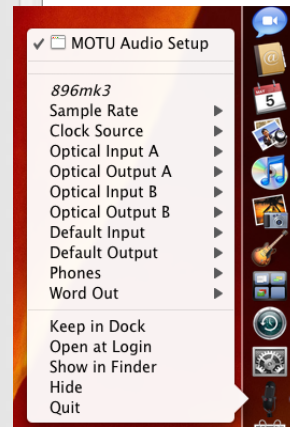 MOTU Audio Setup
896mk3
Sample Rate
Clock Source
Optical Input A
Optical Output A
Optical Input B
Optical Output B
Default Input
Default Output
Phones
Word Out
Keep in Dock
Open at Login
Show in Finder
Hide
Quit
5